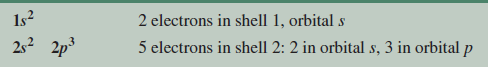 1s² 2 electrons in shell 1, orbital s
2s² 2p³ 5 electrons in shell 2: 2 in orbital s, 3 in orbital p